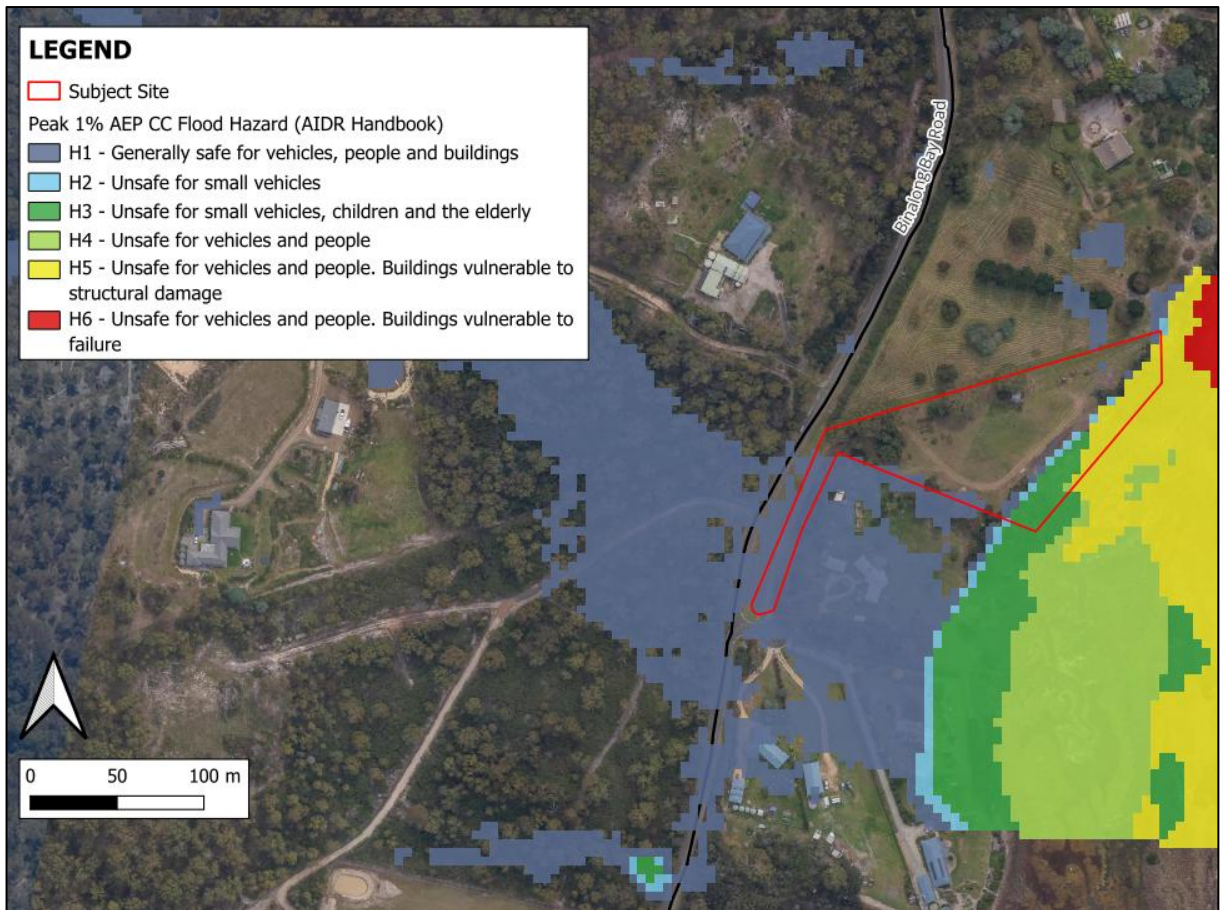 LEGEND
Subject Site
Peak 1% AEP CC Flood Hazard (AIDR Handbook)
H1 - Generally safe for vehicles, people and buildings
H2 - Unsafe for small vehicles
H3 - Unsafe for small vehicles, children and the elderly
H4 - Unsafe for vehicles and people
H5 - Unsafe for vehicles and people. Buildings vulnerable to
structural damage
H6 - Unsafe for vehicles and people. Buildings vulnerable to
failure
Binalong Bay Road
0 50 100 m